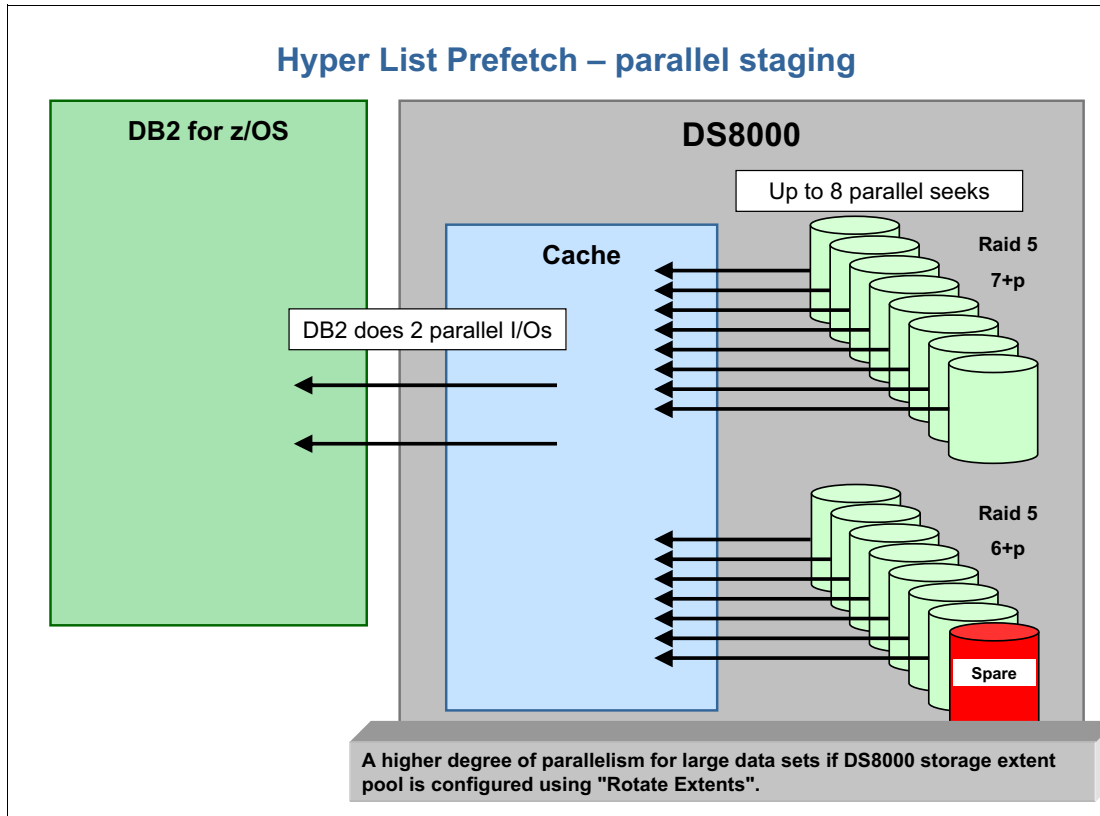 Hyper List Prefetch – parallel staging
DB2 for z/OS
DS8000
Up to 8 parallel seeks
Raid 5
7+p
Cache
DB2 does 2 parallel I/Os
Raid 5
6+p
Spare
A higher degree of parallelism for large data sets if DS8000 storage extent
pool is configured using "Rotate Extents".